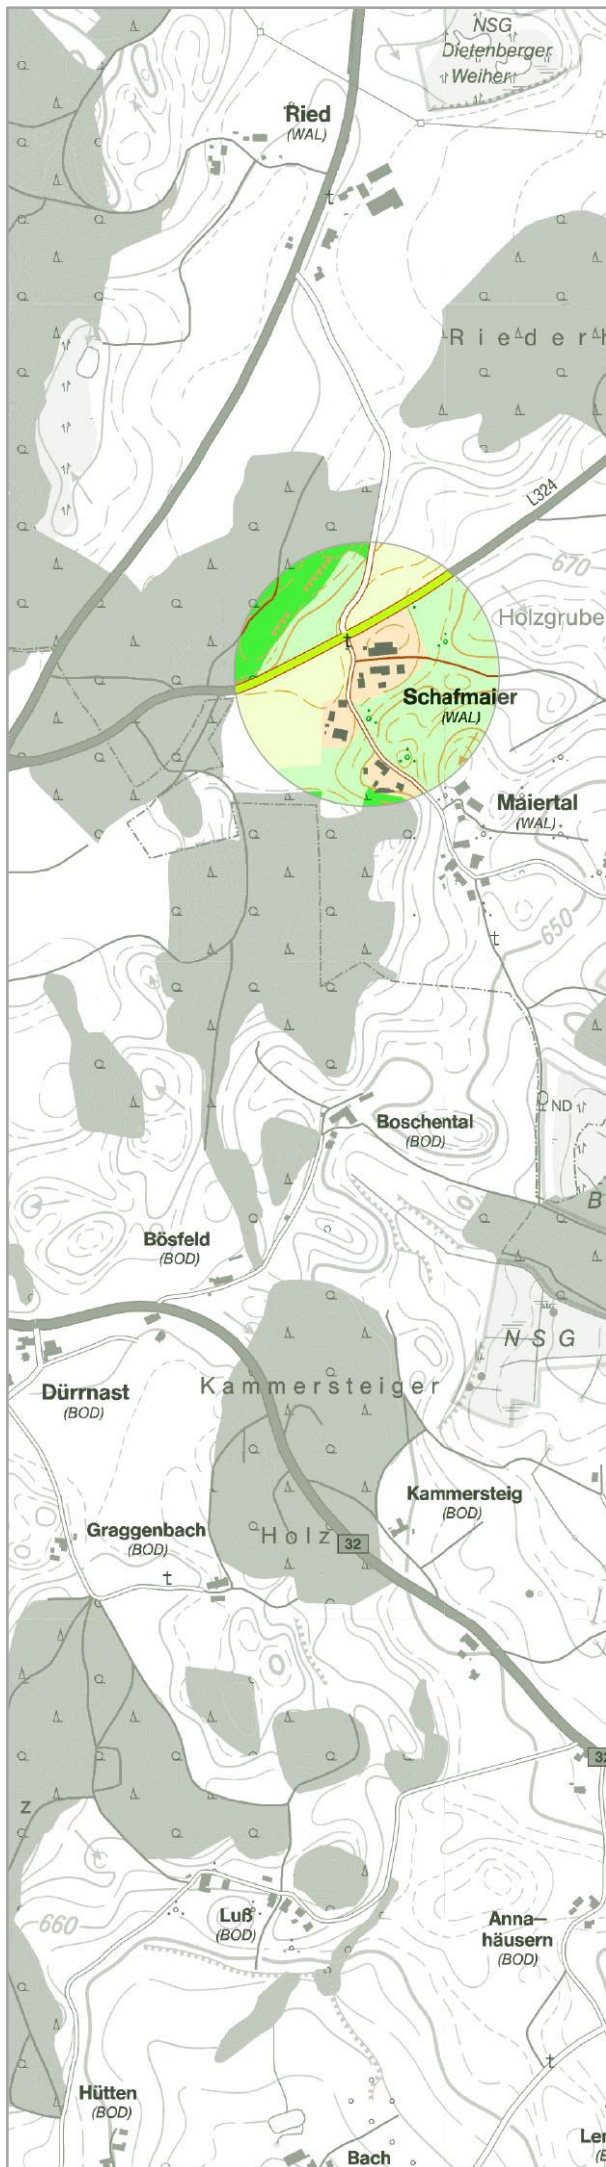 NSG
Dietenberger
Weiher
Ried
(WAL)
Riederh
L324
670
Holzgrube
Schafmaier
(WAL)
Maiertal
(WAL)
650
ND
Boschental
(BOD)
B
Bösfeld
(BOD)
NSG
Kammersteiger
Dürrnast
(BOD)
Kammersteig
(BOD)
Graggenbach
(BOD)
Holz
32
32
z
660
Luß
(BOD)
Anna–
häusern
(BOD)
Hütten
(BOD)
Bach
Ler